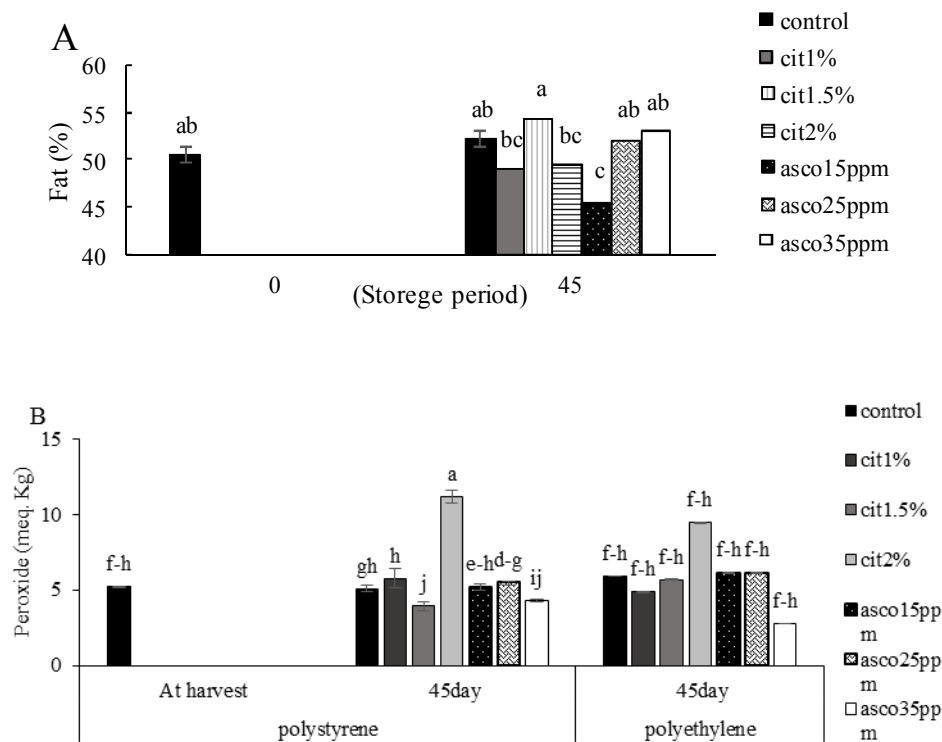 A
60
55
50
45
40
Fat (%)
ab
ab
bc
a
bc
c
ab
ab
0
(Storege period)
45
control
cit1%
cit1.5%
cit2%
asco15ppm
asco25ppm
asco35ppm
B
15
10
5
0
Peroxide (meq. Kg)
f-h
gh
h
j
a
e-h
d-g
ij
f-h
f-h
f-h
f-h
f-h
f-h
f-h
At harvest
45day
45day
polystyrene
polyethylene
control
cit1%
cit1.5%
cit2%
asco15pp
m
asco25pp
m
asco35pp
m